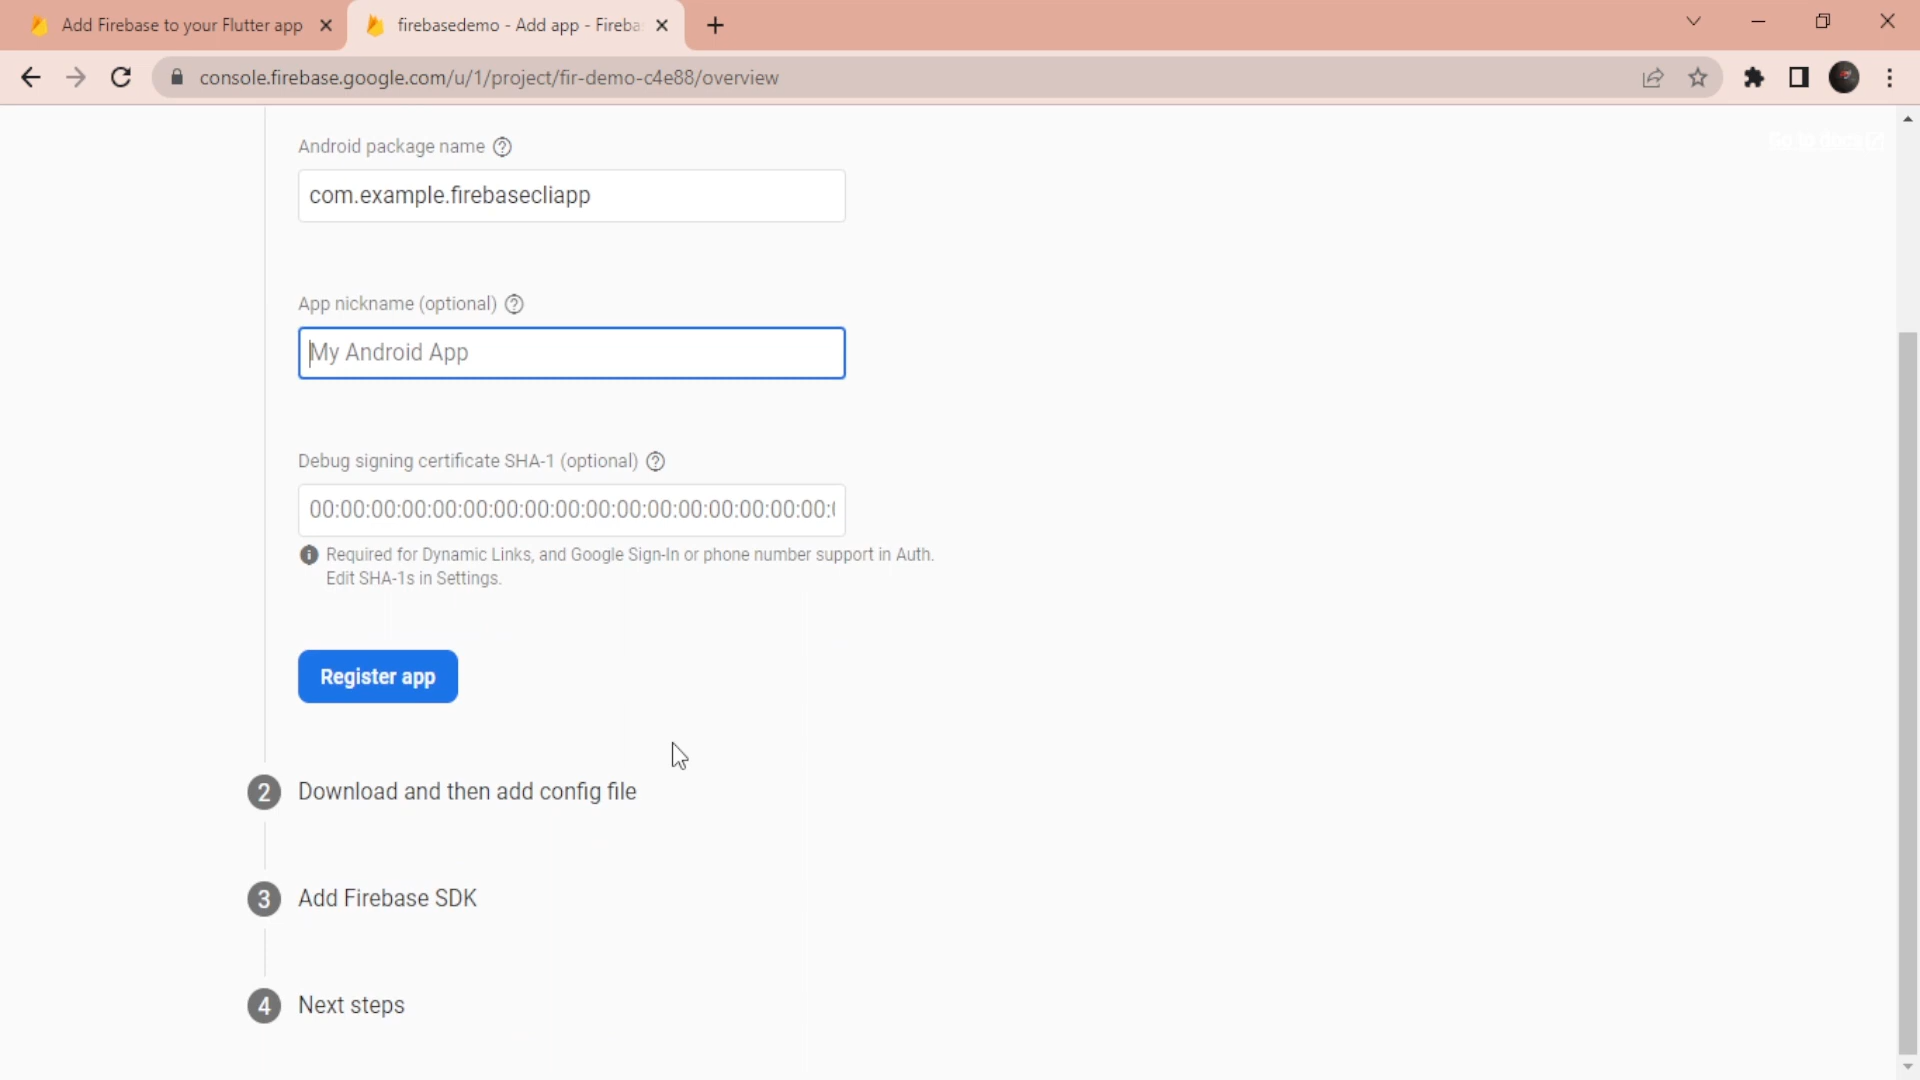 Add Firebase to your Flutter app
firebasedemo - Add app - Fireba
console.firebase.google.com/u/1/project/fir-demo-c4e88/overview
Go to docs
Android package name
com.example.firebasecliapp
App nickname (optional)
My Android App
Debug signing certificate SHA-1 (optional)
00:00:00:00:00:00:00:00:00:00:00:00:00:00:00:00:00:(
Required for Dynamic Links, and Google Sign-In or phone number support in Auth.
Edit SHA-1s in Settings.
Register app
2 Download and then add config file
3 Add Firebase SDK
4 Next steps